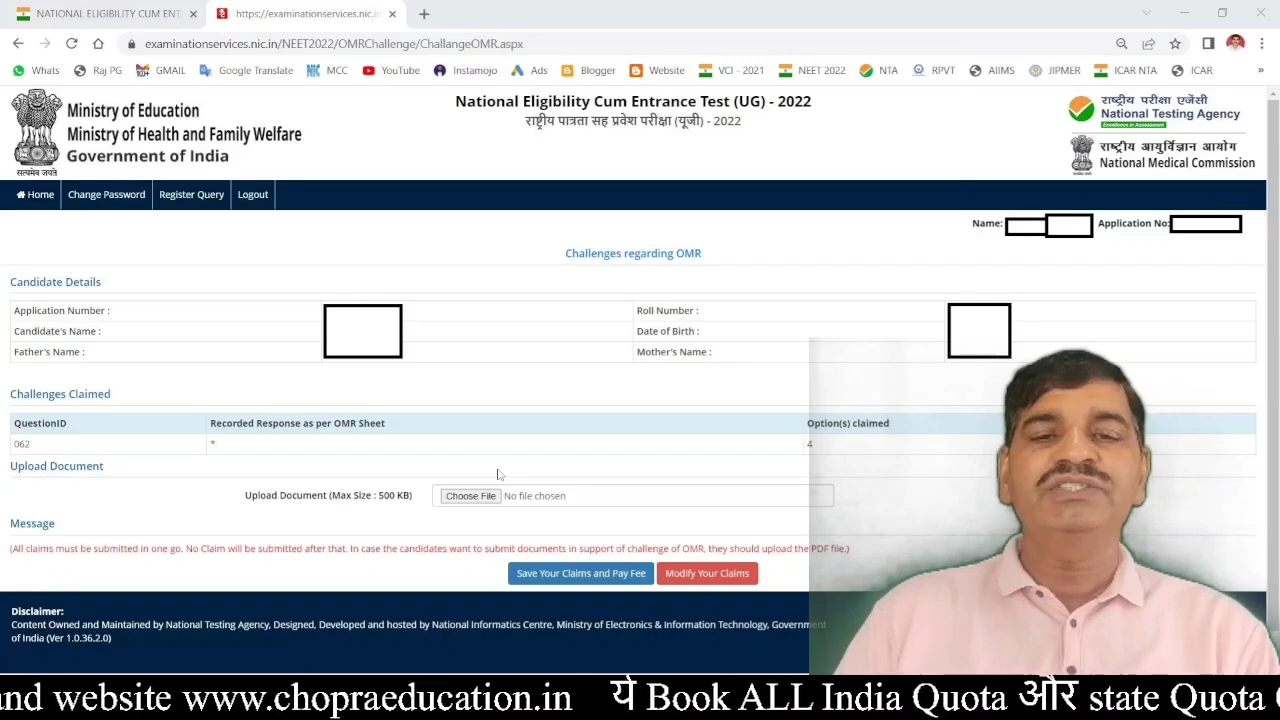 NATIONAL ELIGIBILITY CUM ENT
https://examinationservices.nic.in
examinationservices.nic.in/NEET2022/OMRChallenge/ChallangeOMR.aspx
Whats Raj PG GMAIL Google Translate MCC YouTube Instamojo Ads Blogger Website VCI - 2021 NEET 2022 NTA RPVT AIIMS JIPMER ICAR NTA ICAR »
Ministry of Education
Ministry of Health and Family Welfare
Government of India
सत्यमेव जयते
National Eligibility Cum Entrance Test (UG) - 2022
राष्ट्रीय पात्रता सह प्रवेश परीक्षा (यूजी) - 2022
राष्ट्रीय परीक्षा एजेंसी
National Testing Agency
Excellence in Assessment
राष्ट्रीय आयुर्विज्ञान आयोग
National Medical Commission
Home Change Password Register Query Logout
Name: Application No:
Challenges regarding OMR
Candidate Details
Application Number : Roll Number :
Candidate's Name : Date of Birth :
Father's Name : Mother's Name :
Challenges Claimed
QuestionID Recorded Response as per OMR Sheet Option(s) claimed
062 * 4
Upload Document
Upload Document (Max Size : 500 KB) Choose File No file chosen
Message
(All claims must be submitted in one go. No Claim will be submitted after that. In case the candidates want to submit documents in support of challenge of OMR, they should upload the PDF file.)
Save Your Claims and Pay Fee Modify Your Claims
Disclaimer:
Content Owned and Maintained by National Testing Agency, Designed, Developed and hosted by National Informatics Centre, Ministry of Electronics & Information Technology, Government
of India (Ver 1.0.36.2.0)
and website www.chopraeducation.in ये Book ALL India Quota और state Quota